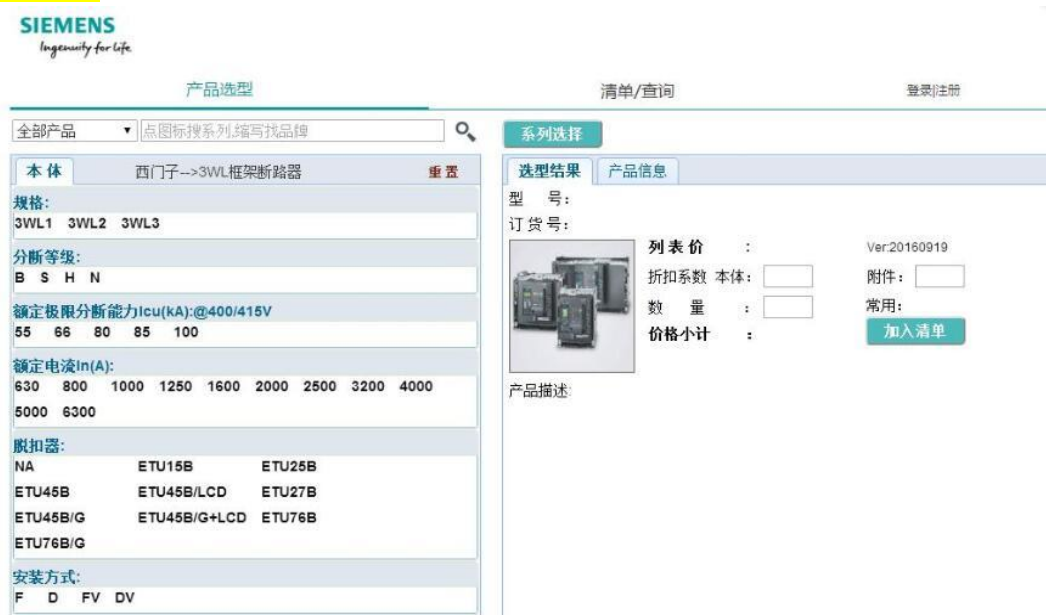 SIEMENS
Ingenuity for life
产品选型
清单/查询
登录|注册
全部产品
点图标搜系列,缩写找品牌
系列选择
本体
西门子-->3WL框架断路器
重置
规格:
3WL1 3WL2 3WL3
分断等级:
B S H N
额定极限分断能力Icu(kA):@400/415V
55 66 80 85 100
额定电流In(A):
630 800 1000 1250 1600 2000 2500 3200 4000
5000 6300
脱扣器:
NA ETU15B ETU25B
ETU45B ETU45B/LCD ETU27B
ETU45B/G ETU45B/G+LCD ETU76B
ETU76B/G
安装方式:
F D FV DV
选型结果
产品信息
型 号:
订货号:
列表价 : Ver:20160919
折扣系数 本体: 附件:
数 量 : 常用:
价格小计 : 加入清单
产品描述: